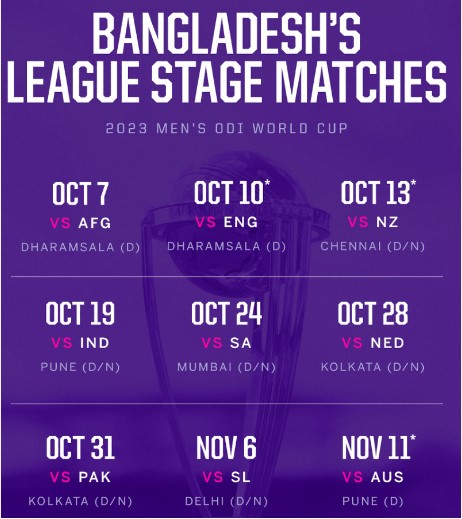 BANGLADESH'S
LEAGUE STAGE MATCHES
2023 MEN'S ODI WORLD CUP
OCT 7
VS AFG
DHARAMSALA (D)
OCT 10*
VS ENG
DHARAMSALA (D)
OCT 13*
VS NZ
CHENNAI (D/N)
OCT 19
VS IND
PUNE (D/N)
OCT 24
VS SA
MUMBAI (D/N)
OCT 28
VS NED
KOLKATA (D/N)
OCT 31
VS PAK
KOLKATA (D/N)
NOV 6
VS SL
DELHI (D/N)
NOV 11*
VS AUS
PUNE (D)